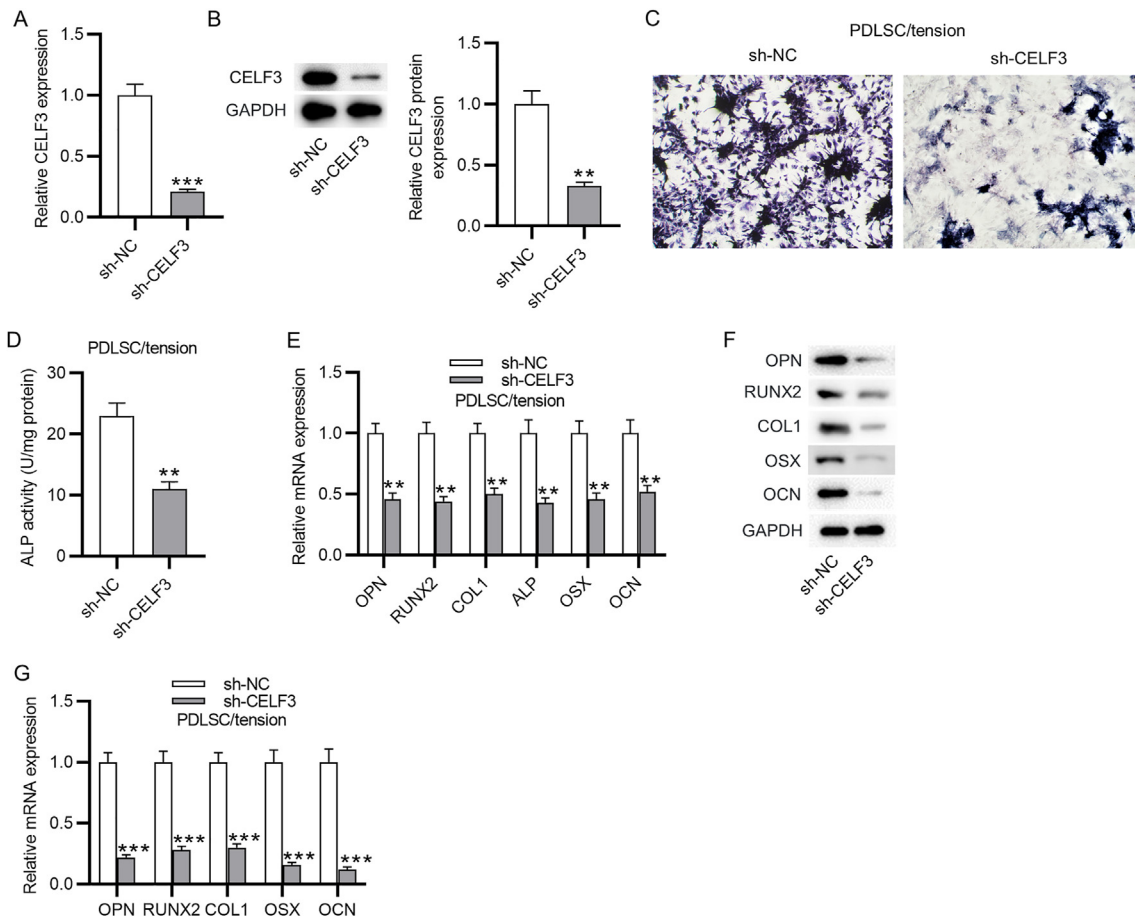 A
Relative CELF3 expression
1.5
1.0
0.5
0.0
***
sh-NC
sh-CELF3
B
CELF3
GAPDH
sh-NC
sh-CELF3
Relative CELF3 protein
expression
1.5
1.0
0.5
0.0
**
sh-NC
sh-CELF3
C
PDLSC/tension
sh-NC
sh-CELF3
D
PDLSC/tension
ALP activity (U/mg protein)
30
20
10
0
**
sh-NC
sh-CELF3
E
sh-NC
sh-CELF3
PDLSC/tension
Relative mRNA expression
1.5
1.0
0.5
0.0
** ** ** ** ** **
OPN RUNX2 COL1 ALP OSX OCN
F
OPN
RUNX2
COL1
OSX
OCN
GAPDH
sh-NC
sh-CELF3
G
sh-NC
sh-CELF3
PDLSC/tension
Relative mRNA expression
1.5
1.0
0.5
0.0
*** *** *** *** ***
OPN RUNX2 COL1 OSX OCN